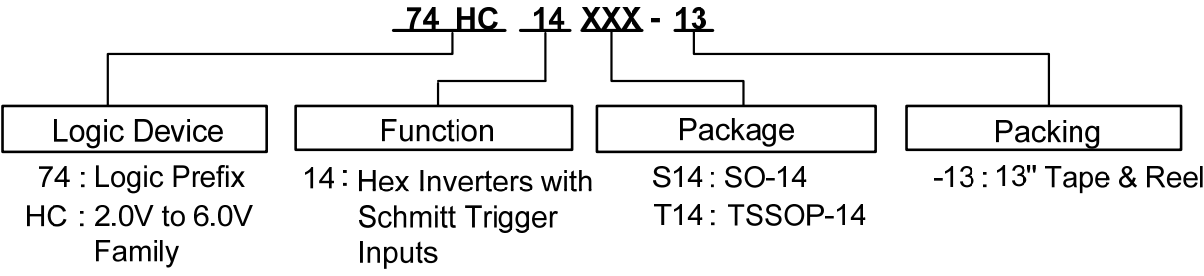 74 HC 14 XXX - 13
Logic Device
74 : Logic Prefix
HC : 2.0V to 6.0V
Family
Function
14 : Hex Inverters with
Schmitt Trigger
Inputs
Package
S14 : SO-14
T14 : TSSOP-14
Packing
-13 : 13" Tape & Reel